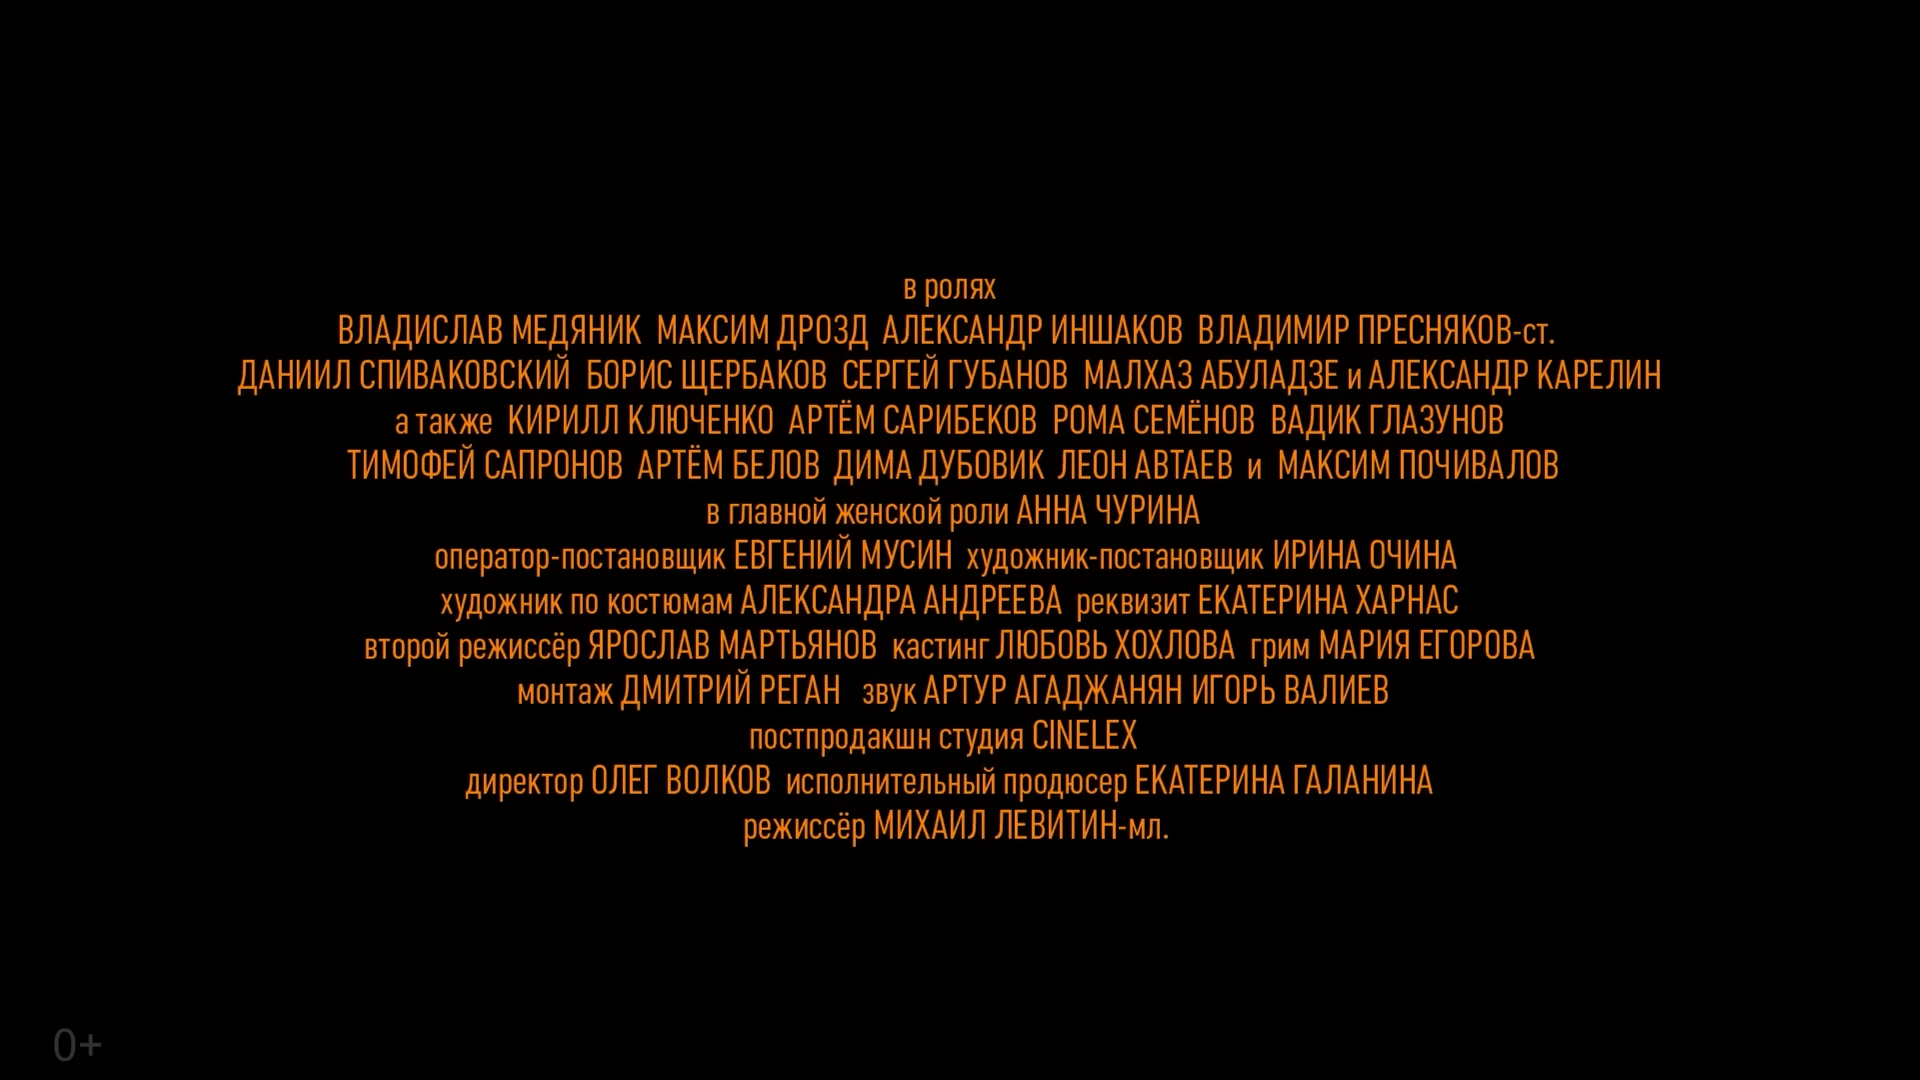 в ролях
ВЛАДИСЛАВ МЕДЯНИК МАКСИМ ДРОЗД АЛЕКСАНДР ИНШАКОВ ВЛАДИМИР ПРЕСНЯКОВ-ст.
ДАНИИЛ СПИВАКОВСКИЙ БОРИС ЩЕРБАКОВ СЕРГЕЙ ГУБАНОВ МАЛХАЗ АБУЛАДЗЕ и АЛЕКСАНДР КАРЕЛИН
а также КИРИЛЛ КЛЮЧЕНКО АРТЁМ САРИБЕКОВ РОМА СЕМЁНОВ ВАДИК ГЛАЗУНОВ
ТИМОФЕЙ САПРОНОВ АРТЁМ БЕЛОВ ДИМА ДУБОВИК ЛЕОН АВТАЕВ и МАКСИМ ПОЧИВАЛОВ
в главной женской роли АННА ЧУРИНА
оператор-постановщик ЕВГЕНИЙ МУСИН художник-постановщик ИРИНА ОЧИНА
художник по костюмам АЛЕКСАНДРА АНДРЕЕВА реквизит ЕКАТЕРИНА ХАРНАС
второй режиссёр ЯРОСЛАВ МАРТЬЯНОВ кастинг ЛЮБОВЬ ХОХЛОВА грим МАРИЯ ЕГОРОВА
монтаж ДМИТРИЙ РЕГАН звук АРТУР АГАДЖАНЯН ИГОРЬ ВАЛИЕВ
постпродакшн студия CINELEX
директор ОЛЕГ ВОЛКОВ исполнительный продюсер ЕКАТЕРИНА ГАЛАНИНА
режиссёр МИХАИЛ ЛЕВИТИН-мл.
0+